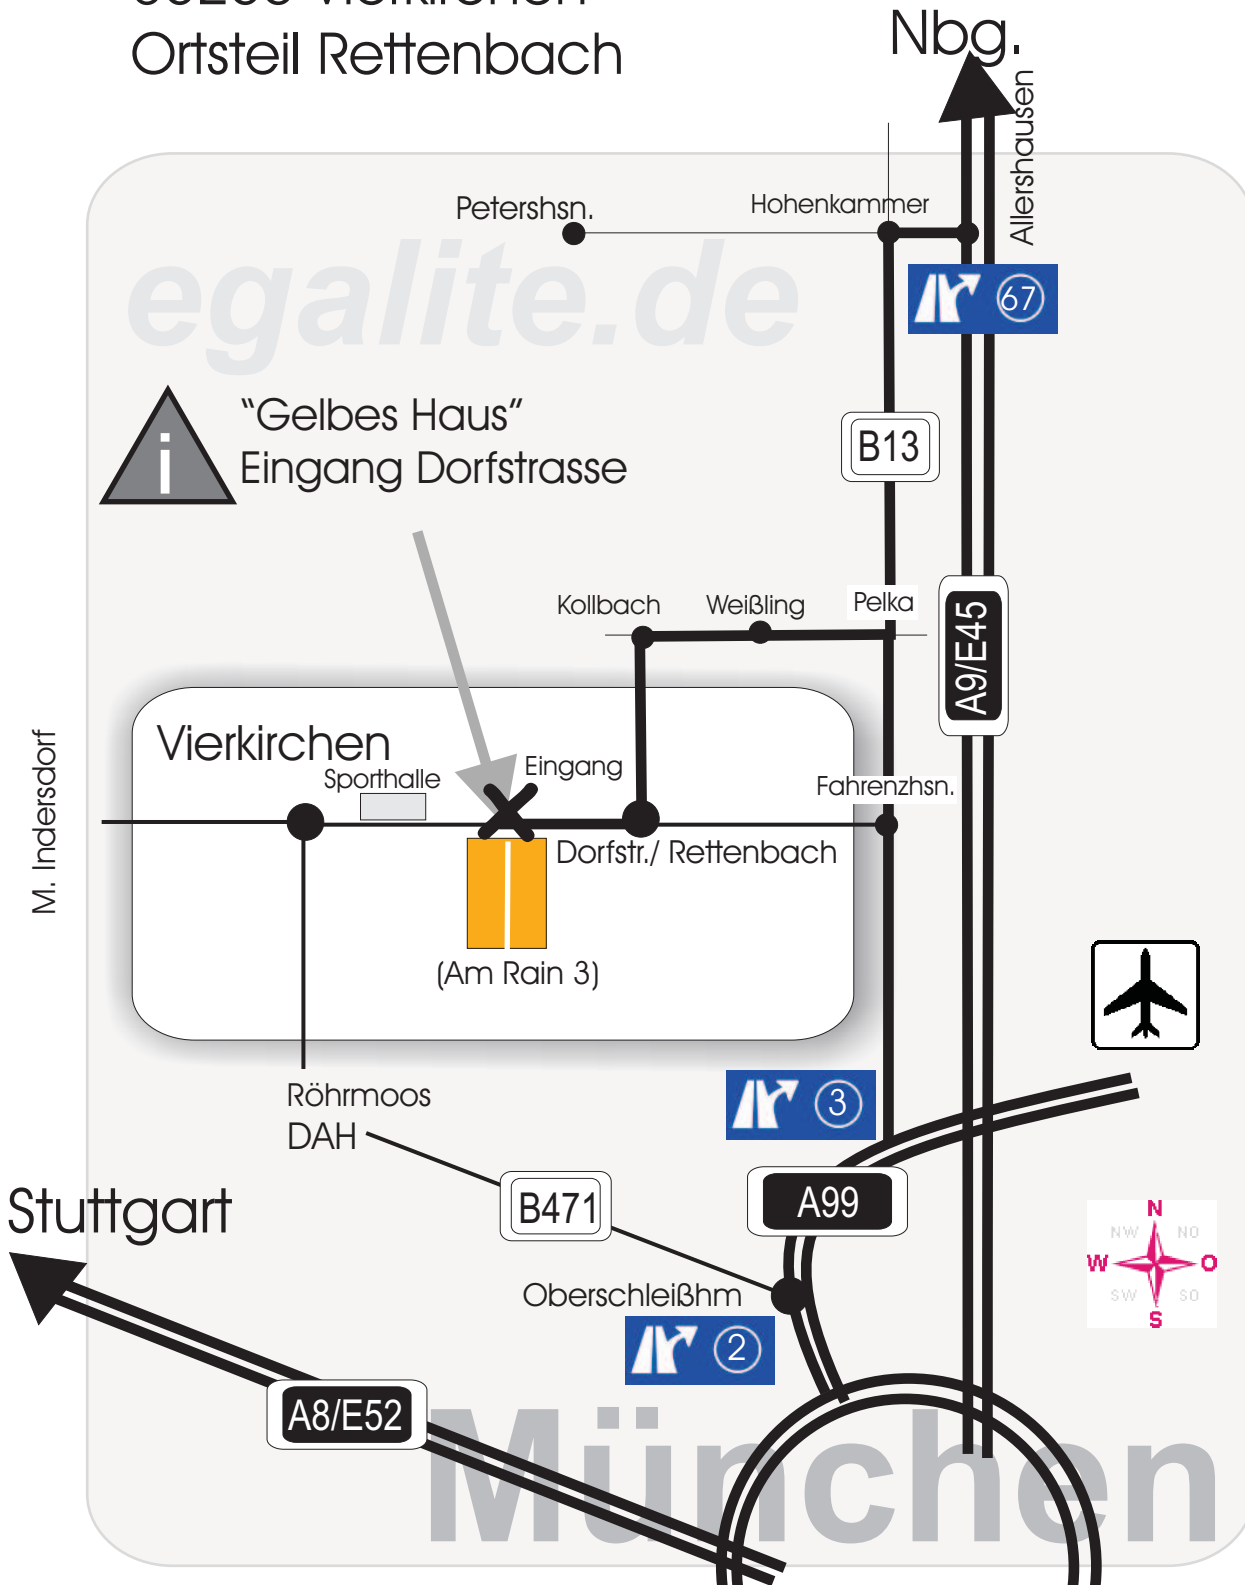 Vierkirchen
Ortsteil Rettenbach
Nbg.
Allershausen
Petershsn.
Hohenkammer
egalite.de
67
i
“Gelbes Haus”
Eingang Dorfstrasse
B13
Kollbach
Weißling
Pelka
A9/E45
M. Indersdorf
Vierkirchen
Sporthalle
Eingang
Fahrenzhsn.
Dorfstr./ Rettenbach
(Am Rain 3)
Röhrmoos
DAH
3
Stuttgart
B471
A99
N
NW
NO
W
O
SW
SO
S
Oberschleißhm
2
A8/E52
München